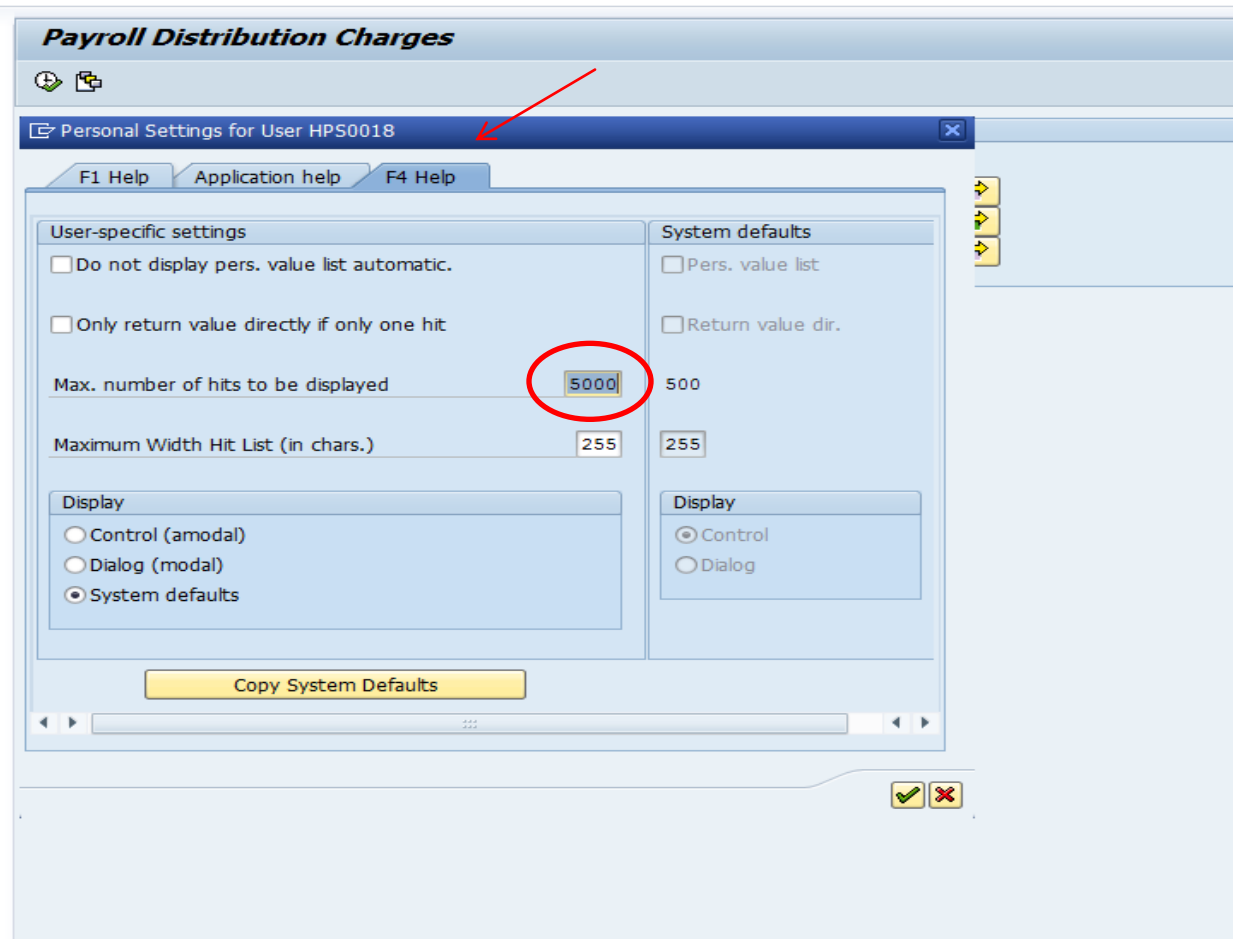 Payroll Distribution Charges
Personal Settings for User HPS0018
F1 Help Application help F4 Help
User-specific settings System defaults
Do not display pers. value list automatic. Pers. value list
Only return value directly if only one hit Return value dir.
Max. number of hits to be displayed 5000 500
Maximum Width Hit List (in chars.) 255 255
Display Display
Control (amodal) Control
Dialog (modal) Dialog
System defaults
Copy System Defaults